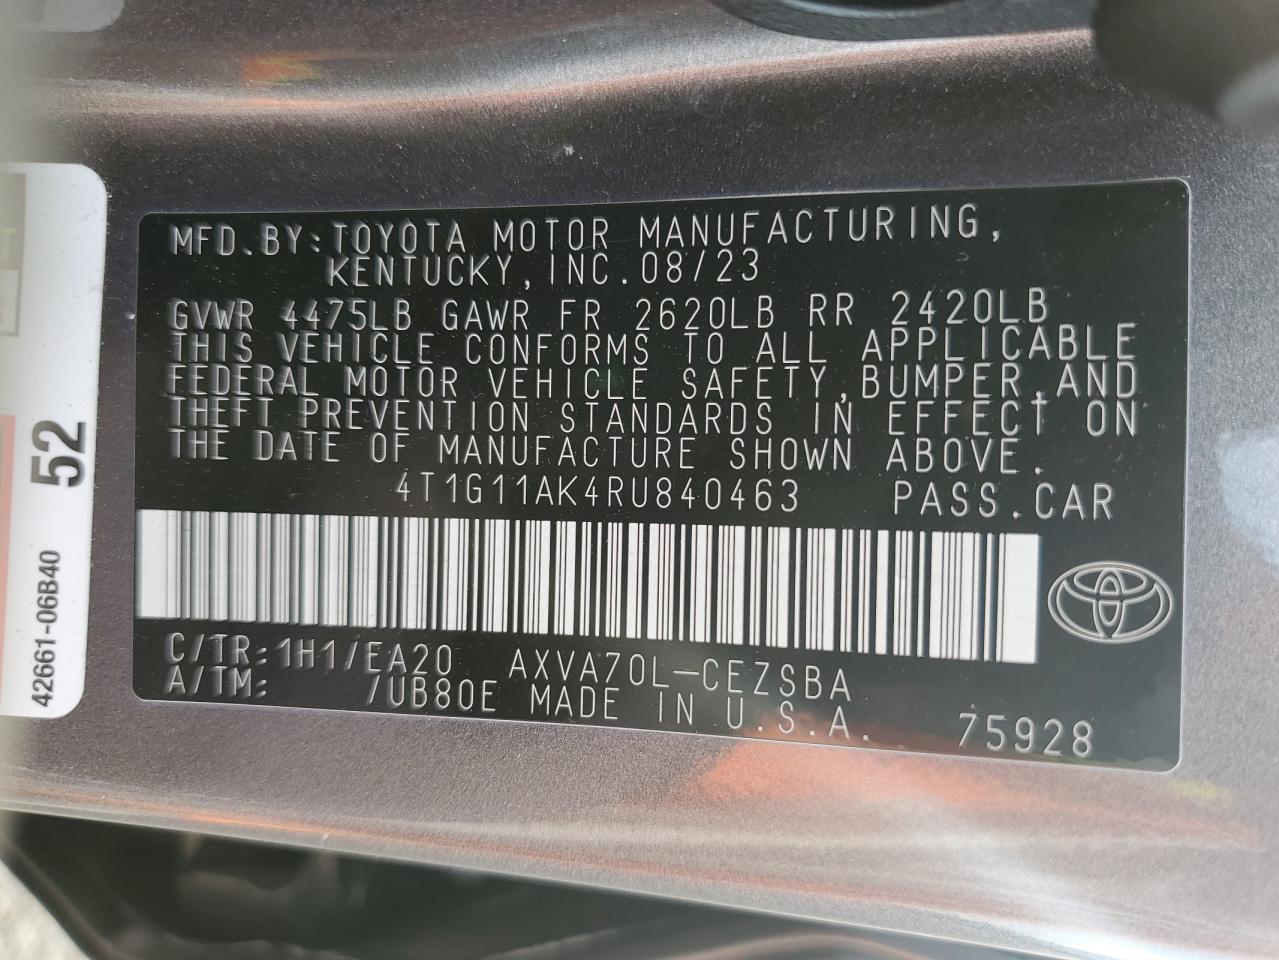 MFD.BY:TOYOTA MOTOR MANUFACTURING,
KENTUCKY,INC.08/23
GVWR 4475LB GAWR FR 2620LB RR 2420LB
THIS VEHICLE CONFORMS TO ALL APPLICABLE
FEDERAL MOTOR VEHICLE SAFETY,BUMPER,AND
THEFT PREVENTION STANDARDS IN EFFECT ON
THE DATE OF MANUFACTURE SHOWN ABOVE.
4T1G11AK4RU840463 PASS.CAR
C/TR:1H1/EA20 AXVA70L-CEZSBA
A/TM: /UB80E MADE IN U.S.A. 75928
52
42661-06B40